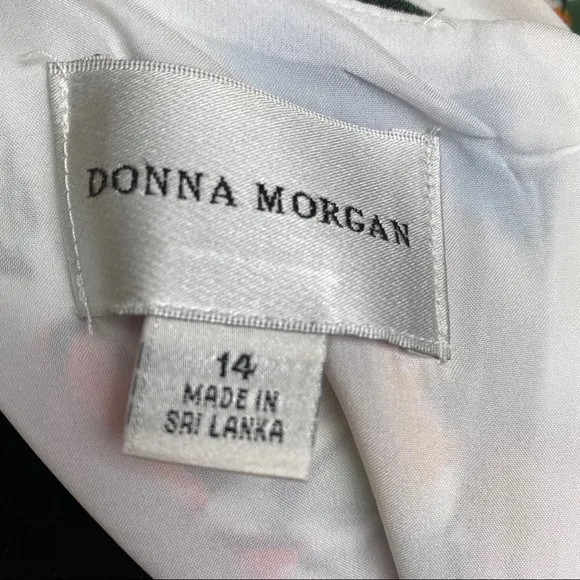 DONNA MORGAN
14
MADE IN
SRI LANKA